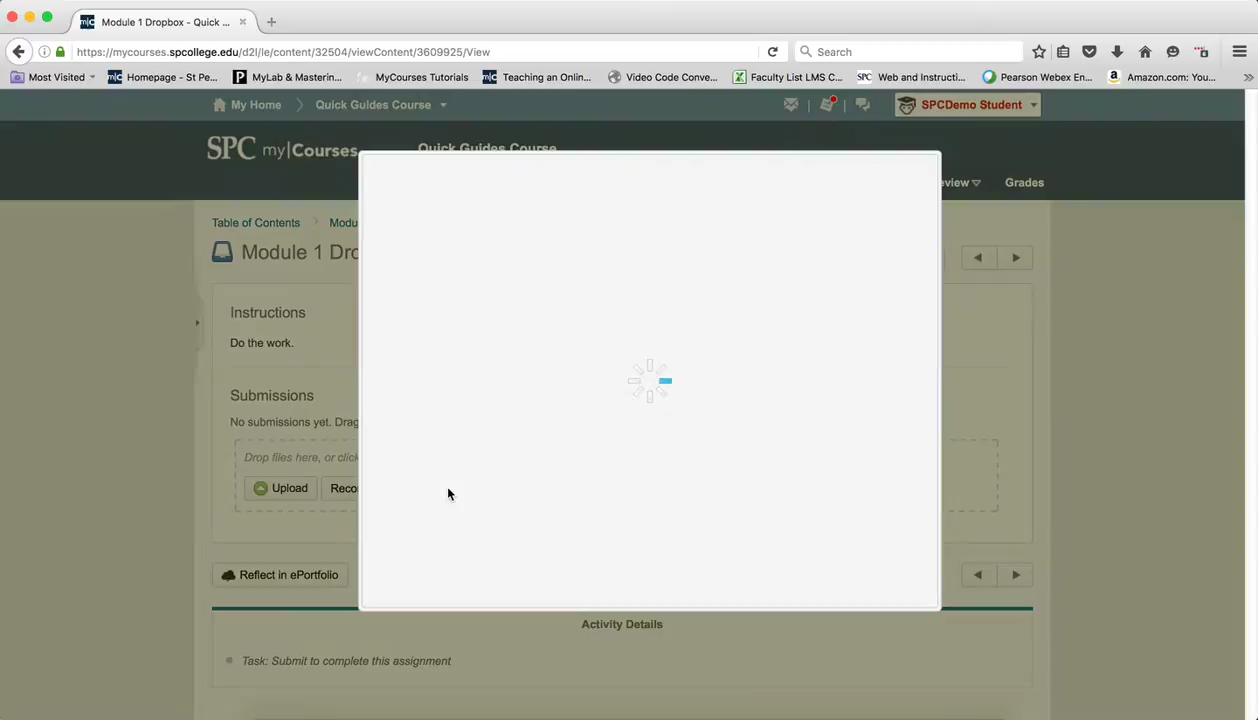 Module 1 Dropbox - Quick ...
https://mycourses.spcollege.edu/d2l/le/content/32504/viewContent/3609925/View
Search
Most Visited
Homepage - St Pe...
MyLab & Masterin...
MyCourses Tutorials
Teaching an Onlin...
Video Code Conve...
Faculty List LMS C...
SPC Web and Instructi...
Pearson Webex En...
Amazon.com: You...
My Home
Quick Guides Course
SPCDemo Student
SPC my|Courses
Quick Guides Course
Grades
Table of Contents
Module 1
Instructions
Do the work.
Submissions
No submissions yet. Drag
Drop files here, or click
Upload
Reflect in ePortfolio
Activity Details
Task: Submit to complete this assignment